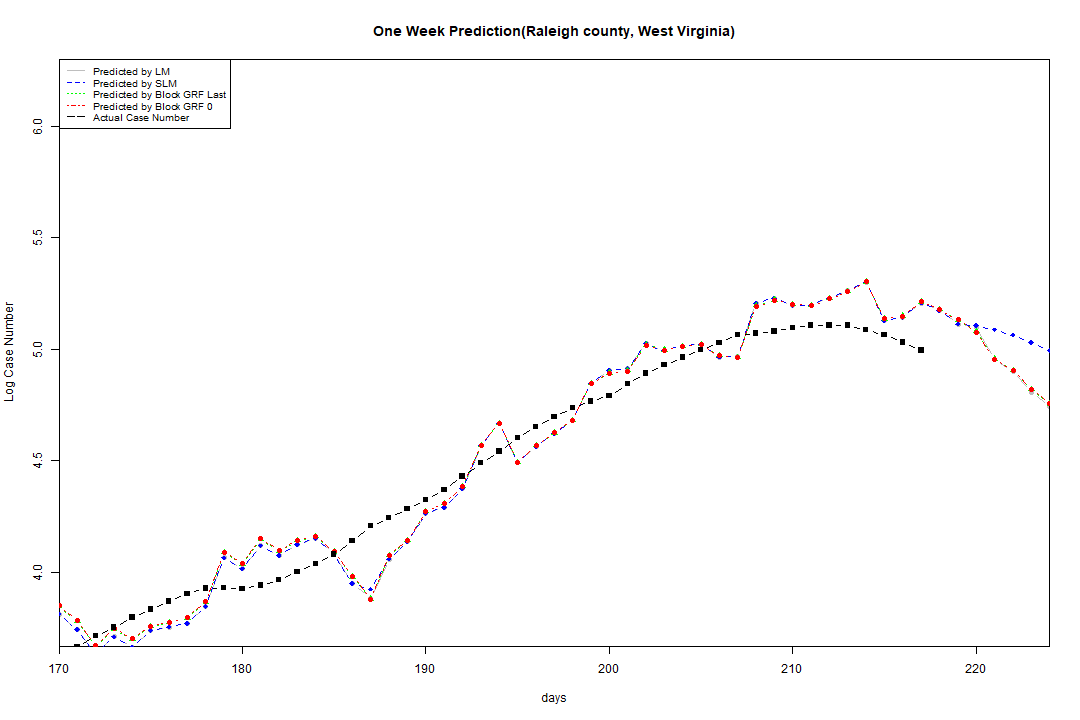 One Week Prediction(Raleigh county, West Virginia)
Predicted by LM
Predicted by SLM
Predicted by Block GRF Last
Predicted by Block GRF 0
Actual Case Number
6.0
5.5
5.0
4.5
4.0
Log Case Number
170 180 190 200 210 220
days